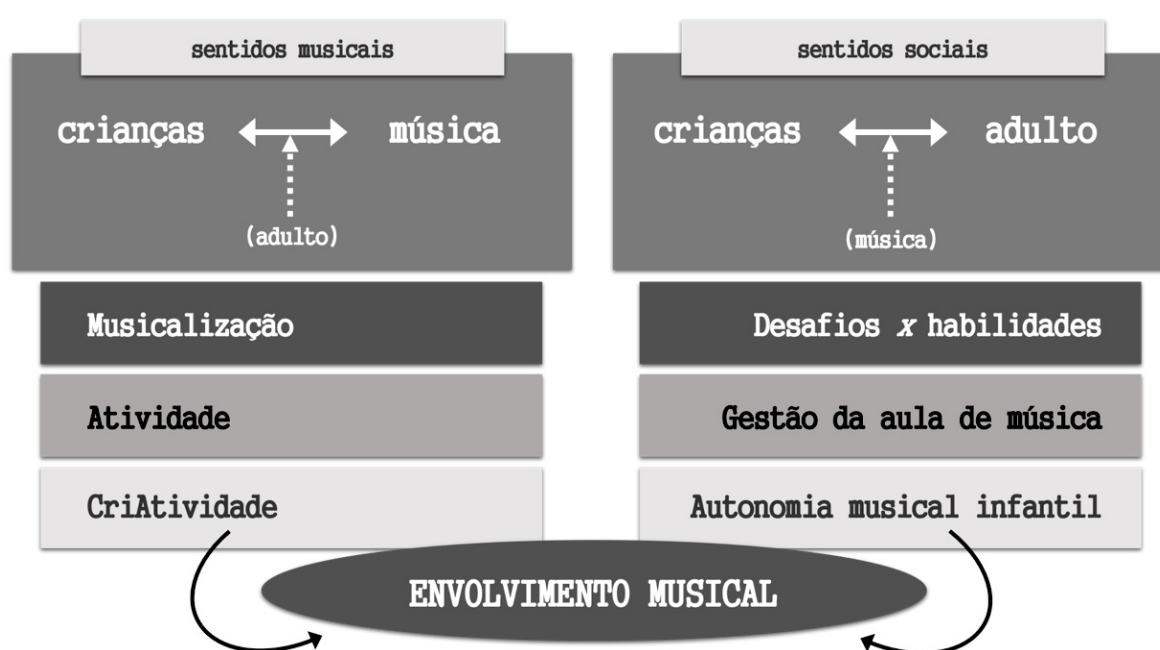 sentidos musicais
crianças música
(adulto)
Musicalização
Atividade
CriAtividade
sentidos sociais
crianças adulto
(música)
Desafios x habilidades
Gestão da aula de música
Autonomia musical infantil
ENVOLVIMENTO MUSICAL